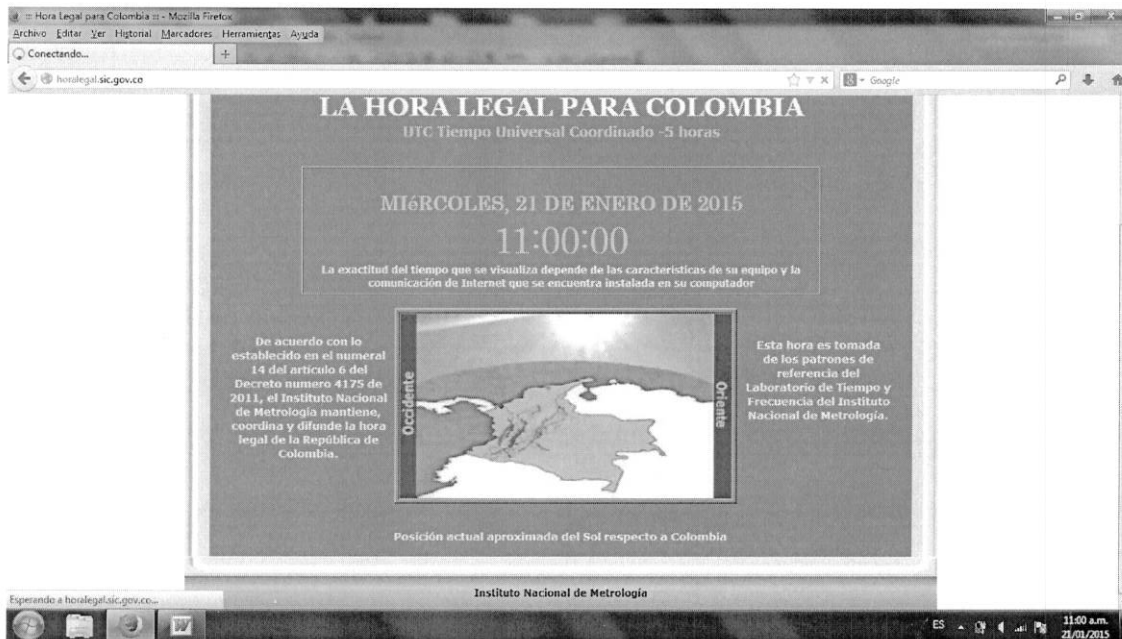 :: Hora Legal para Colombia :: - Mozilla Firefox
Archivo Editar Ver Historial Marcadores Herramientas Ayuda
Conectando...
horalegal.sic.gov.co
Google
LA HORA LEGAL PARA COLOMBIA
UTC Tiempo Universal Coordinado -5 horas
MIéRCOLES, 21 DE ENERO DE 2015
11:00:00
La exactitud del tiempo que se visualiza depende de las características de su equipo y la
comunicación de Internet que se encuentra instalada en su computador
De acuerdo con lo
establecido en el numeral
14 del artículo 6 del
Decreto numero 4175 de
2011, el Instituto Nacional
de Metrología mantiene,
coordina y difunde la hora
legal de la República de
Colombia.
Occidente
Oriente
Esta hora es tomada
de los patrones de
referencia del
Laboratorio de Tiempo y
Frecuencia del Instituto
Nacional de Metrología.
Posición actual aproximada del Sol respecto a Colombia
Instituto Nacional de Metrología
Esperando a horalegal.sic.gov.co...
ES
11:00 a.m.
21/01/2015